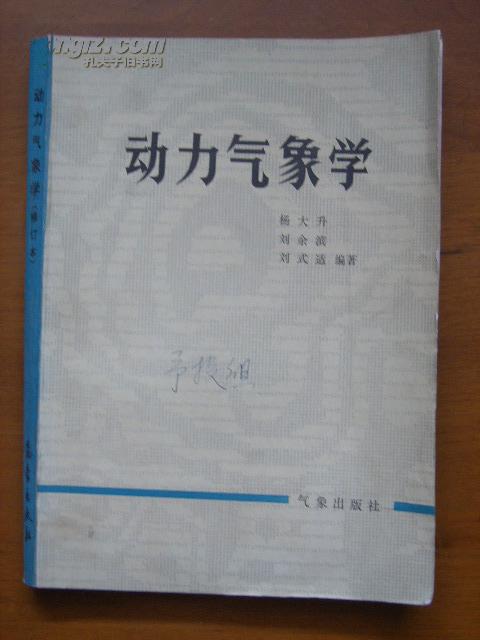 孔夫子旧书网
动力气象学
杨大升
刘余滨
刘式适 编著
气象出版社
动力气象学（修订本）
气象出版社